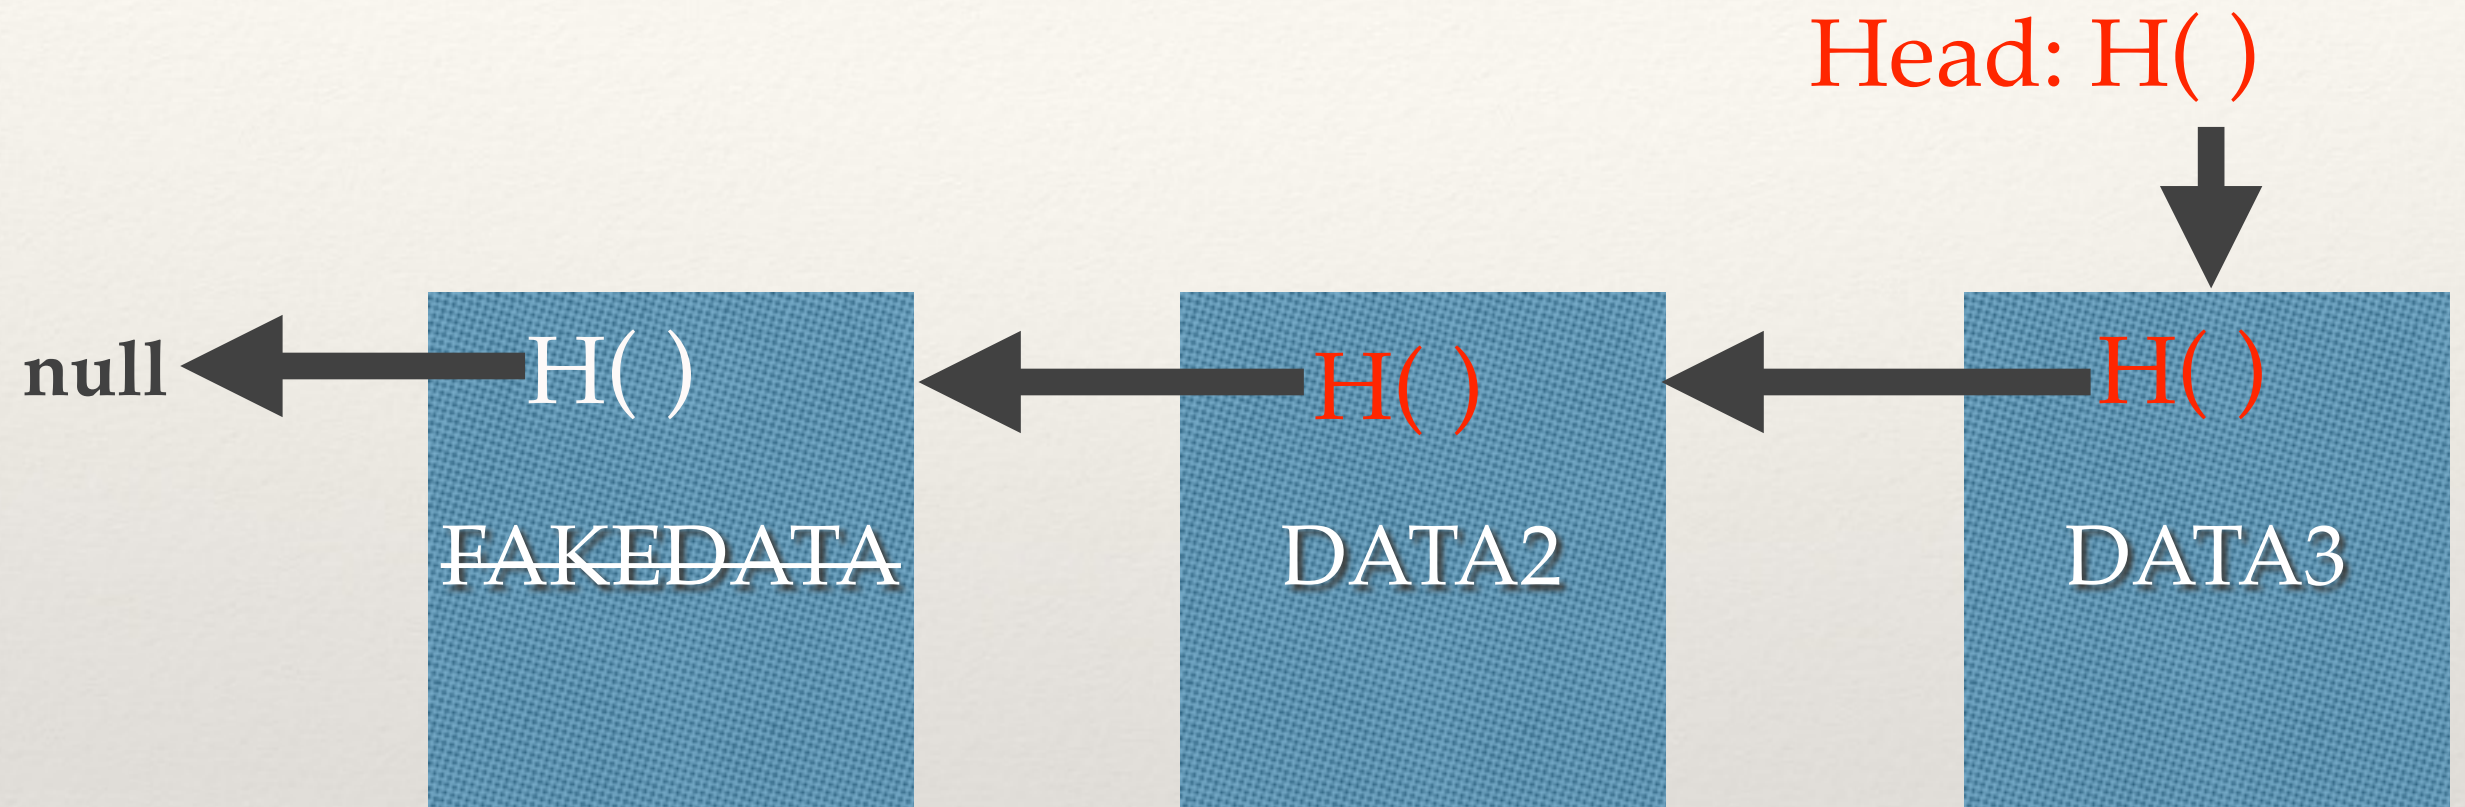 Head: H( )
null
H( )
H( )
H( )
FAKEDATA
DATA2
DATA3